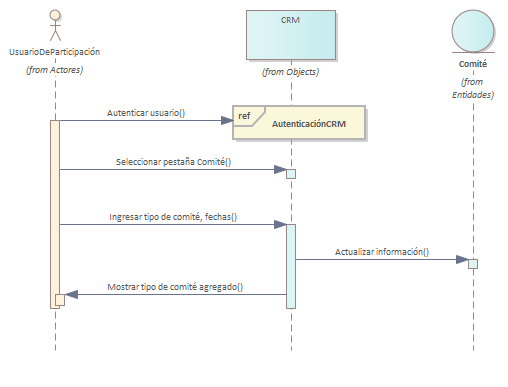 CRM
UsuarioDeParticipación
(from Actores)
(from Objects)
Comité
(from
Entidades)
Autenticar usuario()
ref
AutenticaciónCRM
Seleccionar pestaña Comité()
Ingresar tipo de comité, fechas()
Actualizar información()
Mostrar tipo de comité agregado()